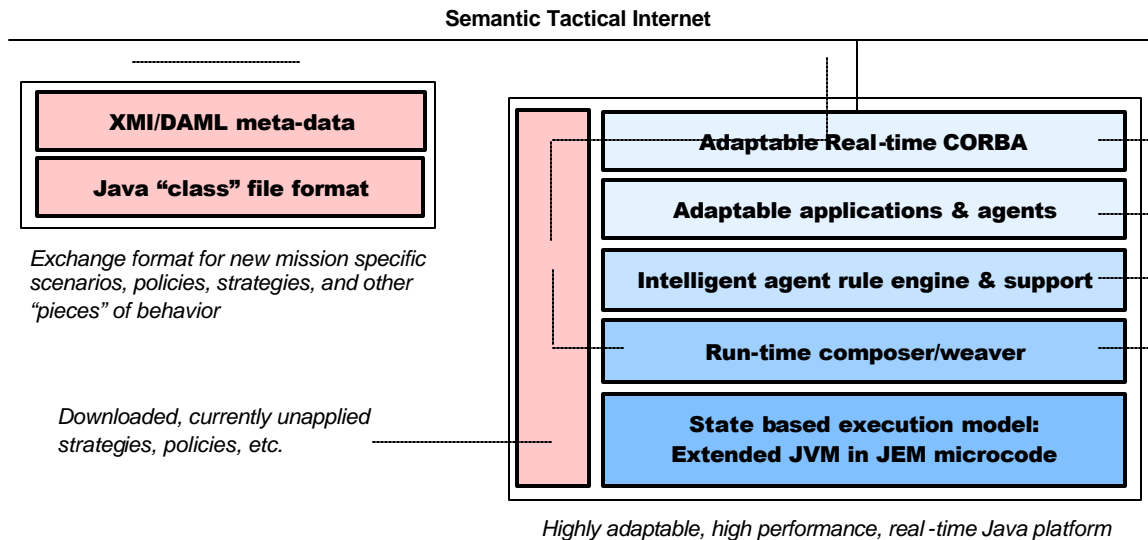 Semantic Tactical Internet
XMI/DAML meta-data
Java “class” file format
Exchange format for new mission specific
scenarios, policies, strategies, and other
“pieces” of behavior
Downloaded, currently unapplied
strategies, policies, etc.
Adaptable Real-time CORBA
Adaptable applications & agents
Intelligent agent rule engine & support
Run-time composer/weaver
State based execution model:
Extended JVM in JEM microcode
Highly adaptable, high performance, real-time Java platform